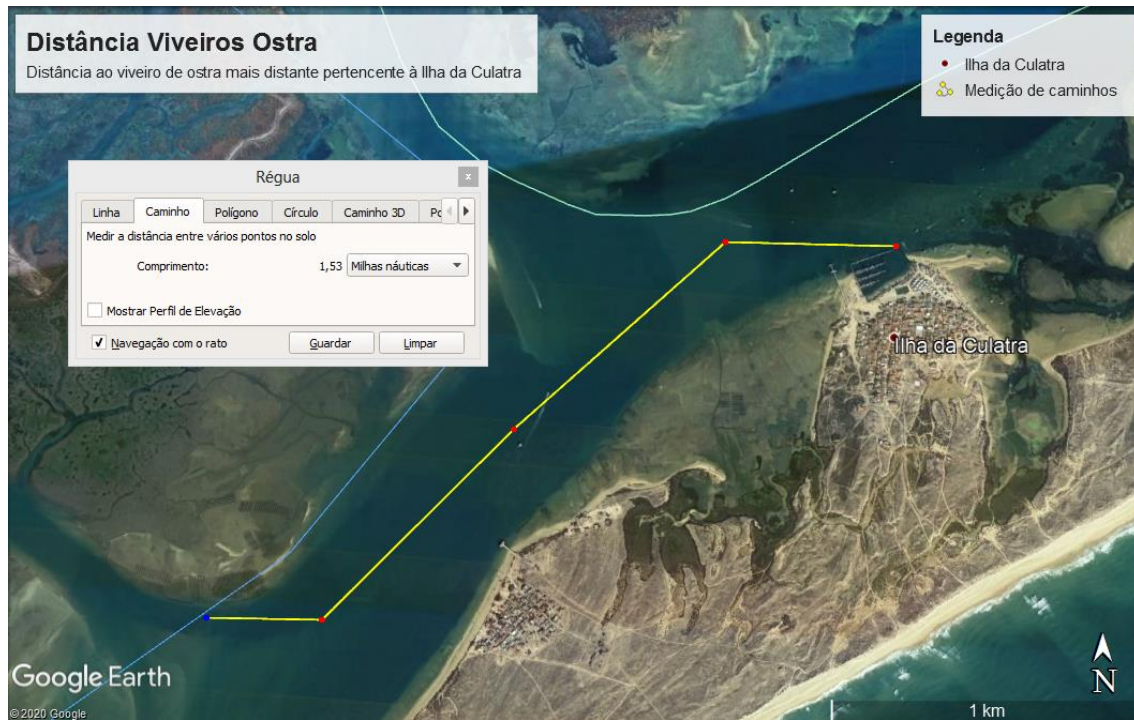 Distância Viveiros Ostra
Distância ao viveiro de ostra mais distante pertencente à Ilha da Culatra
Legenda
Ilha da Culatra
Medição de caminhos
Régua
Linha Caminho Polígono Círculo Caminho 3D
Medir a distância entre vários pontos no solo
Comprimento: 1,53 Milhas náuticas
Mostrar Perfil de Elevação
Navegação com o rato Guardar Limpar
Ilha da Culatra
Google Earth
N
© 2020 Google
1 km